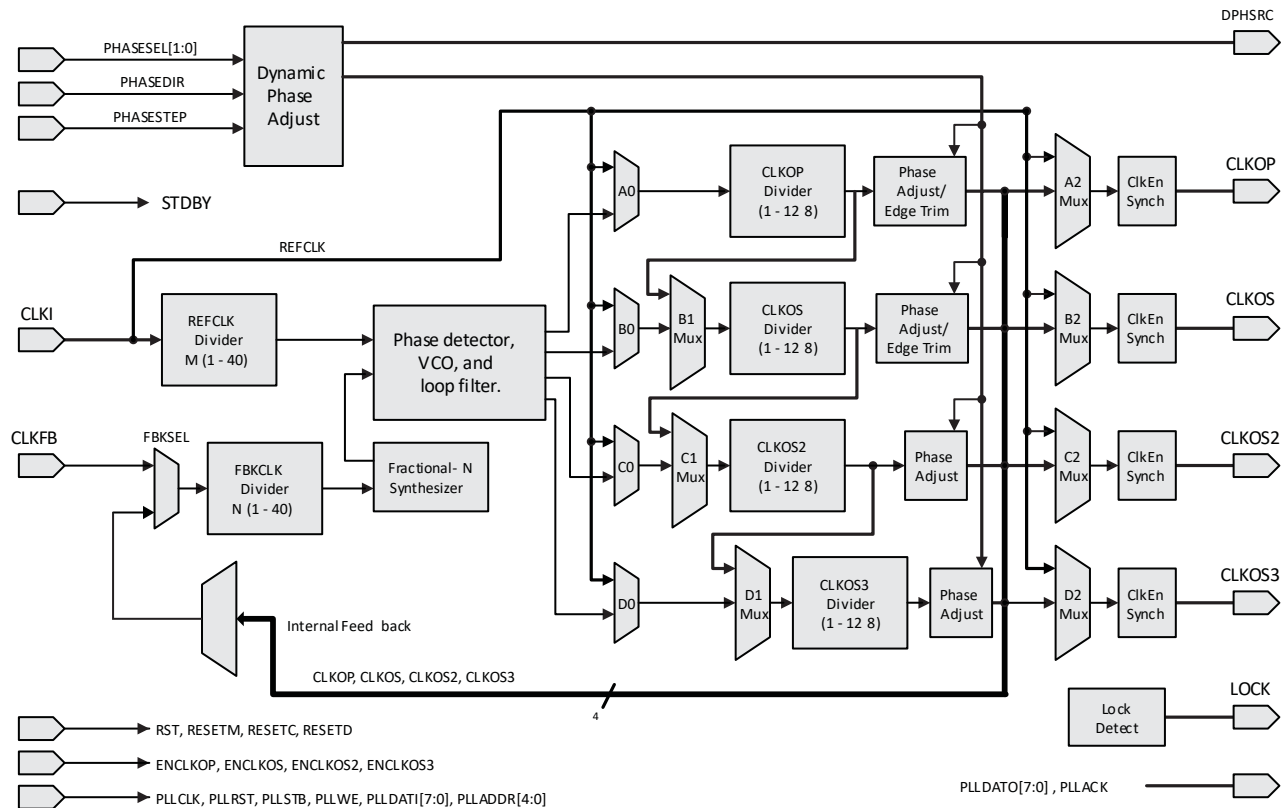 DPHSRC
PHASESEL[1:0]
PHASEDIR
PHASESTEP
Dynamic
Phase
Adjust
STDBY
REFCLK
A0
CLKOP
Divider
(1 - 12 8)
Phase
Adjust/
Edge Trim
A2
Mux
ClkEn
Synch
CLKOP
CLKI
REFCLK
Divider
M (1 - 40)
Phase detector,
VCO, and
loop filter.
B0
B1
Mux
CLKOS
Divider
(1 - 12 8)
Phase
Adjust/
Edge Trim
B2
Mux
ClkEn
Synch
CLKOS
CLKFB
FBKSEL
FBKCLK
Divider
N (1 - 40)
Fractional- N
Synthesizer
C0
C1
Mux
CLKOS2
Divider
(1 - 12 8)
Phase
Adjust
C2
Mux
ClkEn
Synch
CLKOS2
D0
D1
Mux
CLKOS3
Divider
(1 - 12 8)
Phase
Adjust
D2
Mux
ClkEn
Synch
CLKOS3
Internal Feed back
CLKOP, CLKOS, CLKOS2, CLKOS3
4
Lock
Detect
LOCK
RST, RESETM, RESETC, RESETD
ENCLKOP, ENCLKOS, ENCLKOS2, ENCLKOS3
PLLCLK, PLLRST, PLLSTB, PLLWE, PLLDATI[7:0], PLLADDR[4:0]
PLLDATO[7:0] , PLLACK